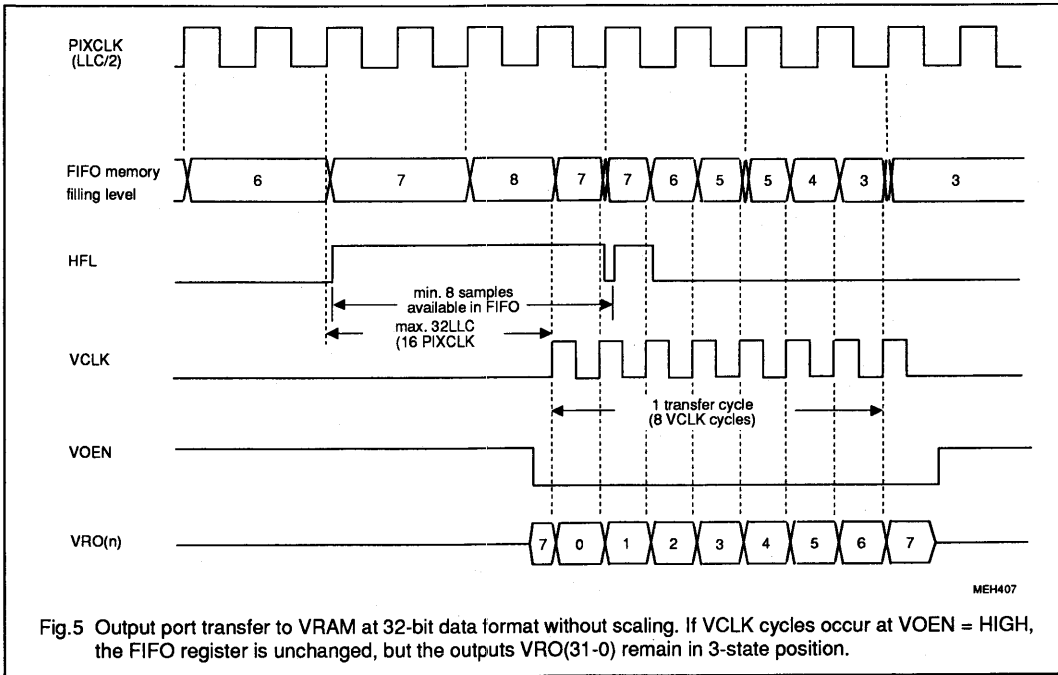 PIXCLK
(LLC/2)
FIFO memory
filling level
6 7 8 7 7 6 5 5 4 3 3
HFL
min. 8 samples
available in FIFO
max. 32LLC
(16 PIXCLK
VCLK
1 transfer cycle
(8 VCLK cycles)
VOEN
VRO(n)
7 0 1 2 3 4 5 6 7
MEH407
Fig.5 Output port transfer to VRAM at 32-bit data format without scaling. If VCLK cycles occur at VOEN = HIGH,
the FIFO register is unchanged, but the outputs VRO(31-0) remain in 3-state position.